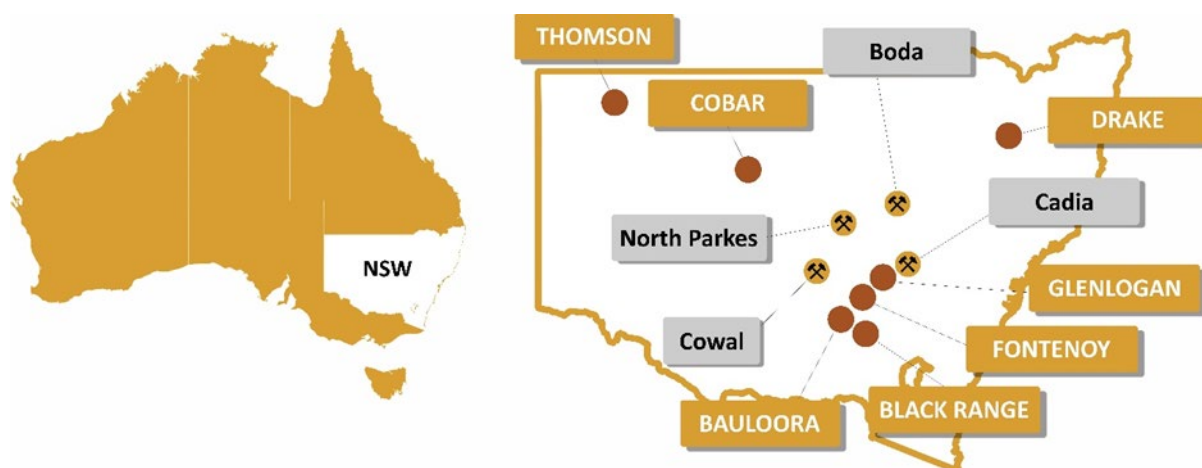 NSW
THOMSON
Boda
COBAR
DRAKE
Cadia
North Parkes
GLENLOGAN
Cowal
FONTENOY
BLACK RANGE
BAULOORA